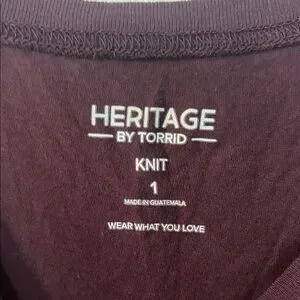 HERITAGE
BY TORRID
KNIT
1
MADE IN GUATEMALA
WEAR WHAT YOU LOVE